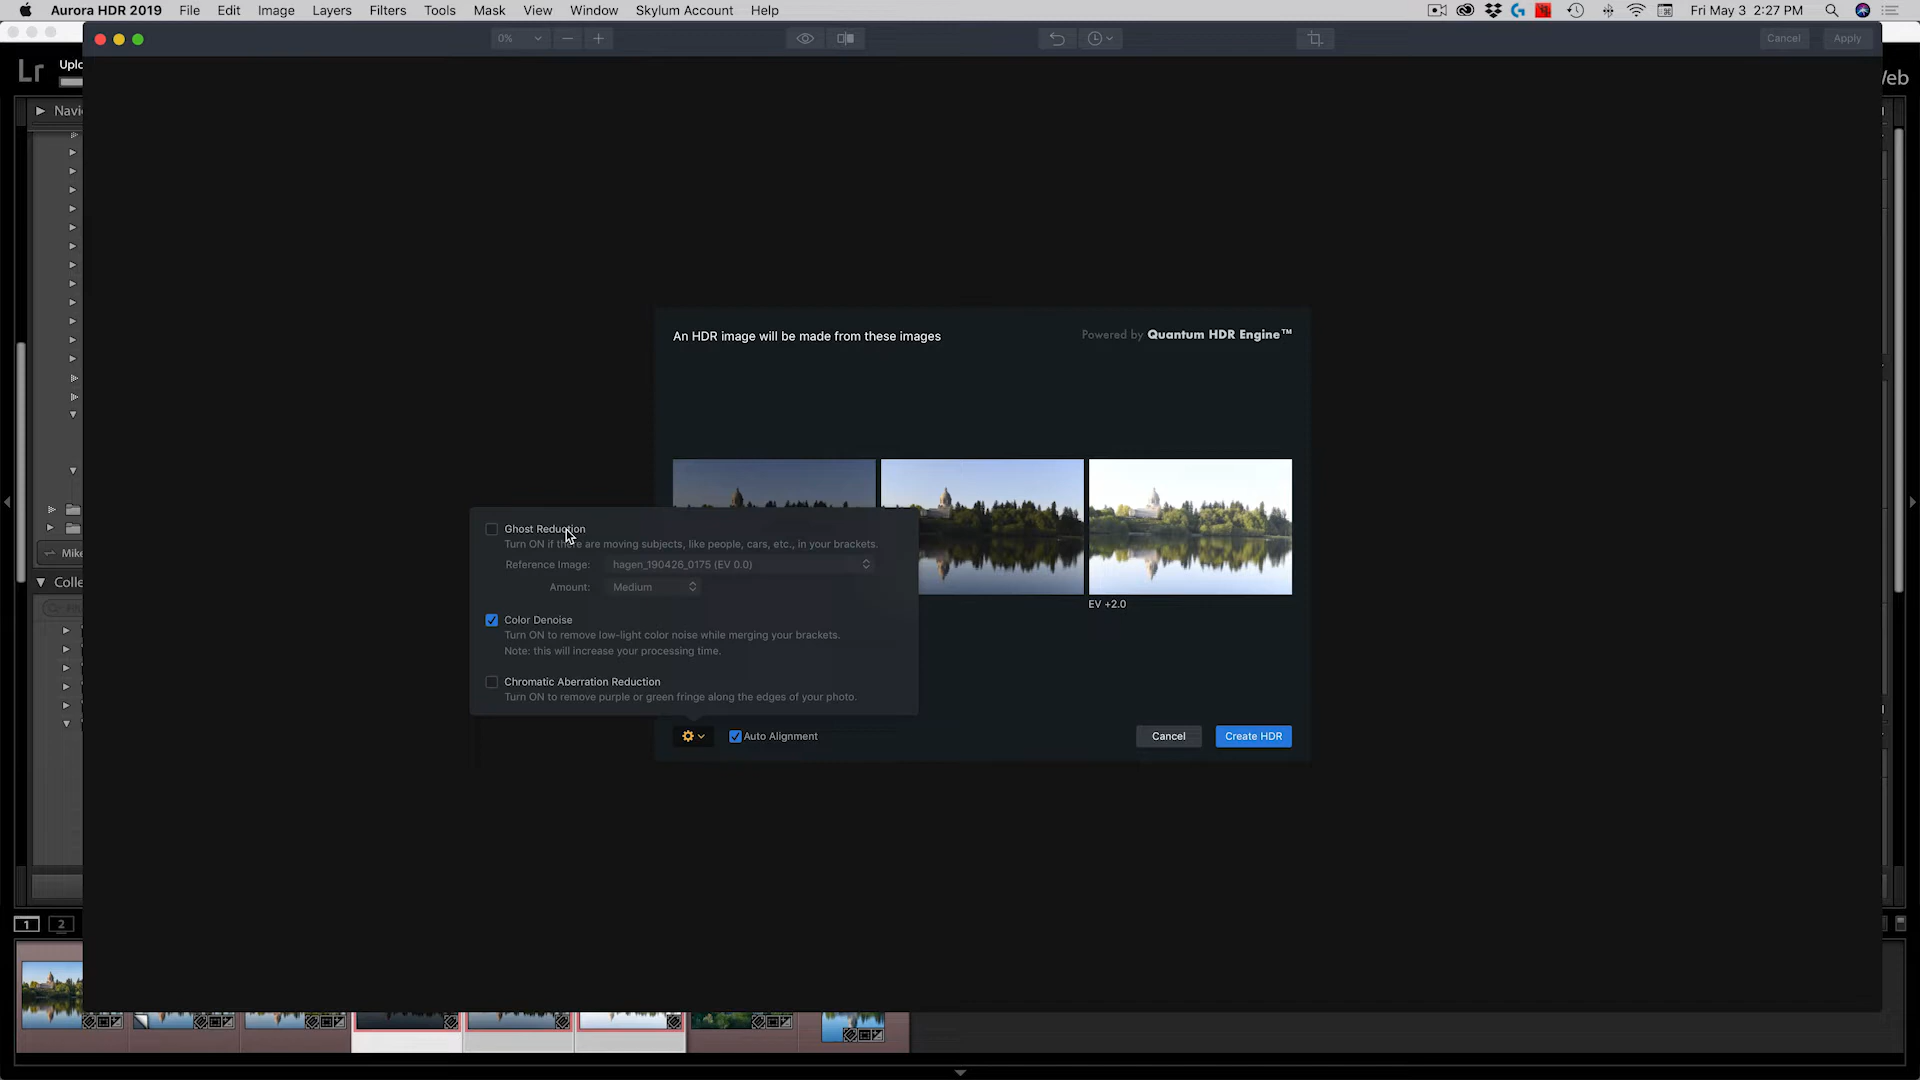 Aurora HDR 2019 File Edit Image Layers Filters Tools Mask View Window Skylum Account Help Fri May 3 2:27 PM
0% Cancel Apply
Lr Uplo
Web
Navi
An HDR image will be made from these images Powered by Quantum HDR Engine™
Ghost Reduction
Turn ON if there are moving subjects, like people, cars, etc., in your brackets.
Reference Image: hagen_190426_0175 (EV 0.0)
Amount: Medium
EV +2.0
Color Denoise
Turn ON to remove low-light color noise while merging your brackets.
Note: this will increase your processing time.
Chromatic Aberration Reduction
Turn ON to remove purple or green fringe along the edges of your photo.
Auto Alignment Cancel Create HDR
Mike
Colle
1 2